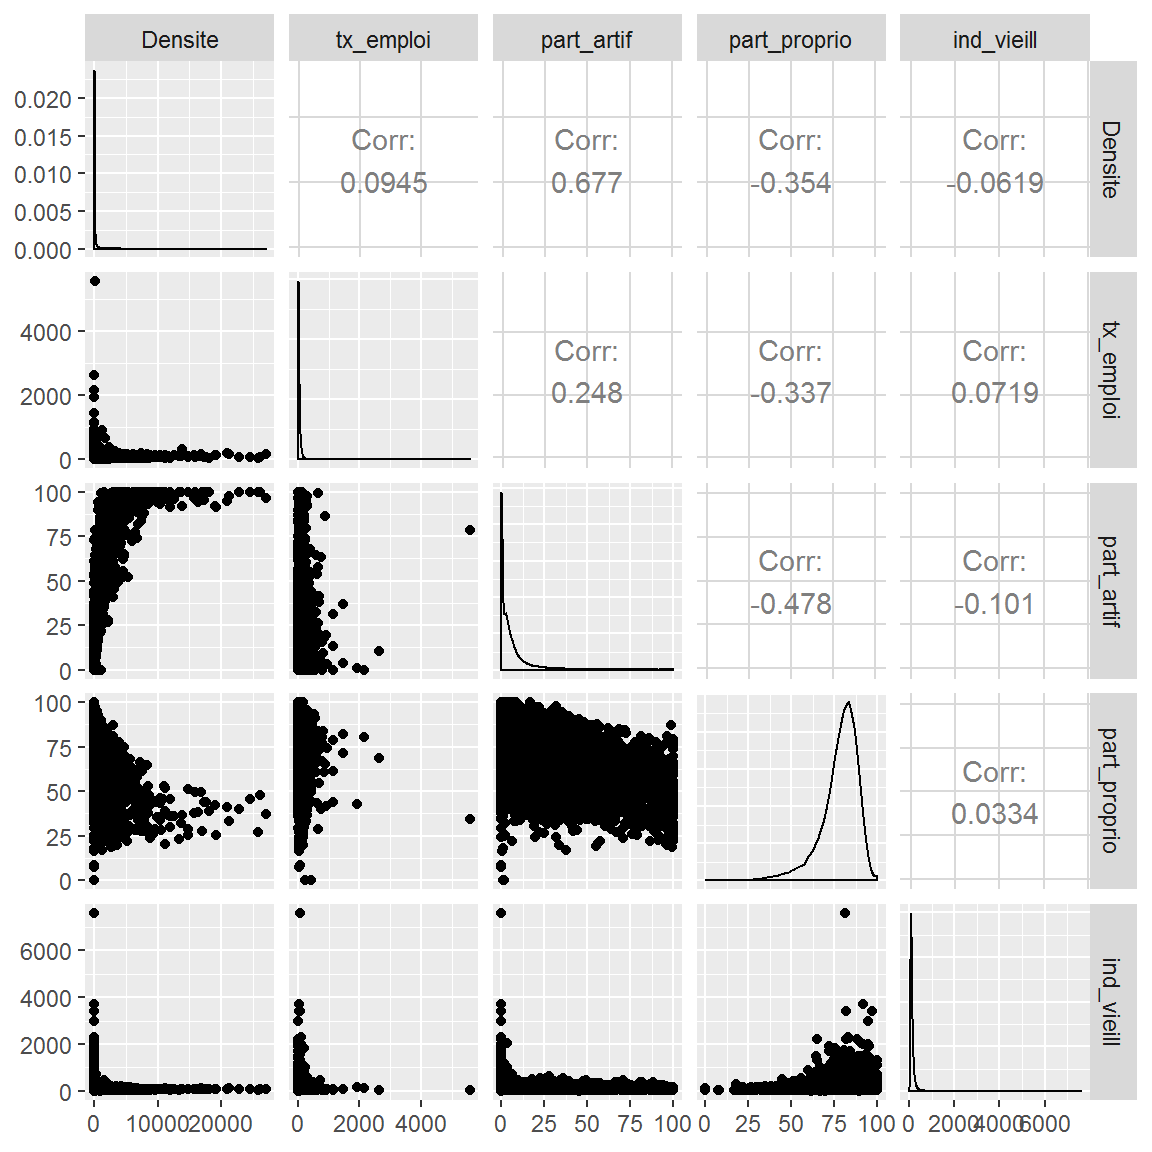 Densite tx_emploi part_artif part_proprio ind_vieill
0.020
0.015
0.010
0.005
0.000
Corr:
0.0945
Corr:
0.677
Corr:
-0.354
Corr:
-0.0619
Densite
4000
2000
0
Corr:
0.248
Corr:
-0.337
Corr:
0.0719
tx_emploi
100
75
50
25
0
Corr:
-0.478
Corr:
-0.101
part_artif
100
75
50
25
0
Corr:
0.0334
part_proprio
6000
4000
2000
0
ind_vieill
0 10000 20000 0 2000 4000 0 25 50 75 100 0 25 50 75 100 0 2000 4000 6000